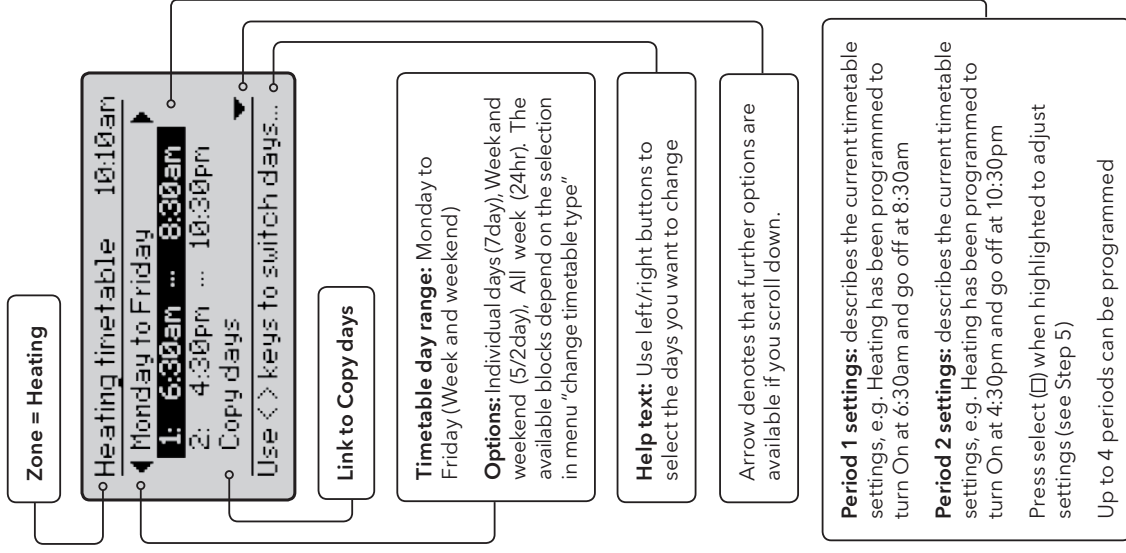 Zone = Heating
Heating timetable 10:10am
Monday to Friday
1: 6:30am ... 8:30am
2: 4:30pm ... 10:30pm
Copy days
Use <> keys to switch days...
Link to Copy days
Timetable day range: Monday to
Friday (Week and weekend)
Options: Individual days (7day), Week and
weekend (5/2day), All week (24hr). The
available blocks depend on the selection
in menu "change timetable type"
Help text: Use left/right buttons to
select the days you want to change
Arrow denotes that further options are
available if you scroll down.
Period 1 settings: describes the current timetable
settings, e.g. Heating has been programmed to
turn On at 6:30am and go off at 8:30am
Period 2 settings: describes the current timetable
settings, e.g. Heating has been programmed to
turn On at 4:30pm and go off at 10:30pm
Press select (□) when highlighted to adjust
settings (see Step 5)
Up to 4 periods can be programmed